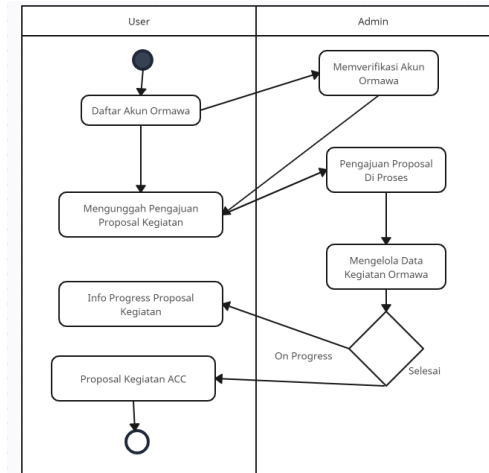 User
Admin
Daftar Akun Ormawa
Memverifikasi Akun
Ormawa
Mengunggah Pengajuan
Proposal Kegiatan
Pengajuan Proposal
Di Proses
Mengelola Data
Kegiatan Ormawa
Info Progress Proposal
Kegiatan
On Progress
Selesai
Proposal Kegiatan ACC